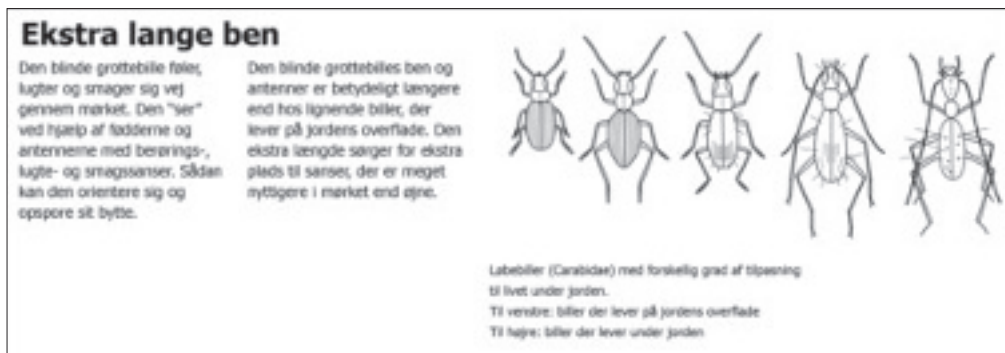 Ekstra lange ben
Den blinde grottebille føler,
lugter og smager sig vej
gennem mørket. Den "ser"
ved hjælp af fødderne og
antennerne med berørings-,
lugte- og smagssanser. Sådan
kan den orientere sig og
opspore sit bytte.
Den blinde grottebilles ben og
antenner er betydeligt længere
end hos lignende biller, der
lever på jordens overflade. Den
ekstra længde sørger for ekstra
plads til sanser, der er meget
nyttigere i mørket end øjne.
Løbebiller (Carabidae) med forskellig grad af tilpasning
til livet under jorden.
Til venstre: biller der lever på jordens overflade
Til højre: biller der lever under jorden